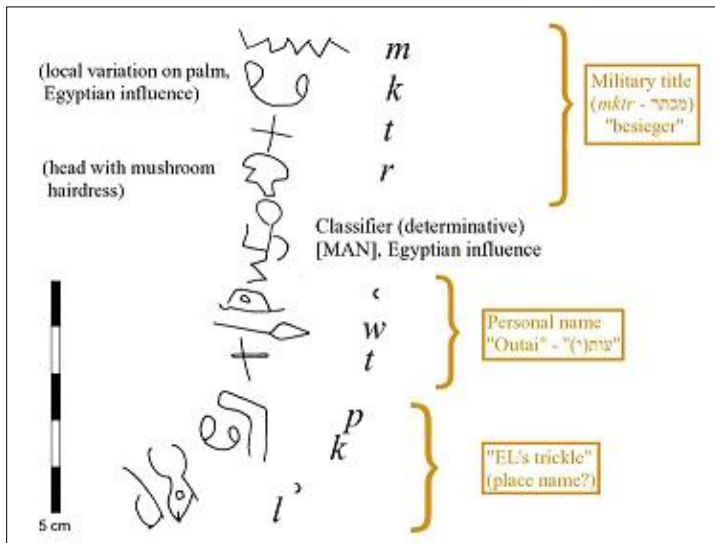 m
(local variation on palm,
Egyptian influence)
k
t
(head with mushroom
hairdress)
r
Military title
(mktr - מכתר)
"besieger"
Classifier (determinative)
[MAN], Egyptian influence
ʿ
w
t
Personal name
"Outai" - "עות(י)"
p
k
l ʾ
"EL's trickle"
(place name?)
5 cm